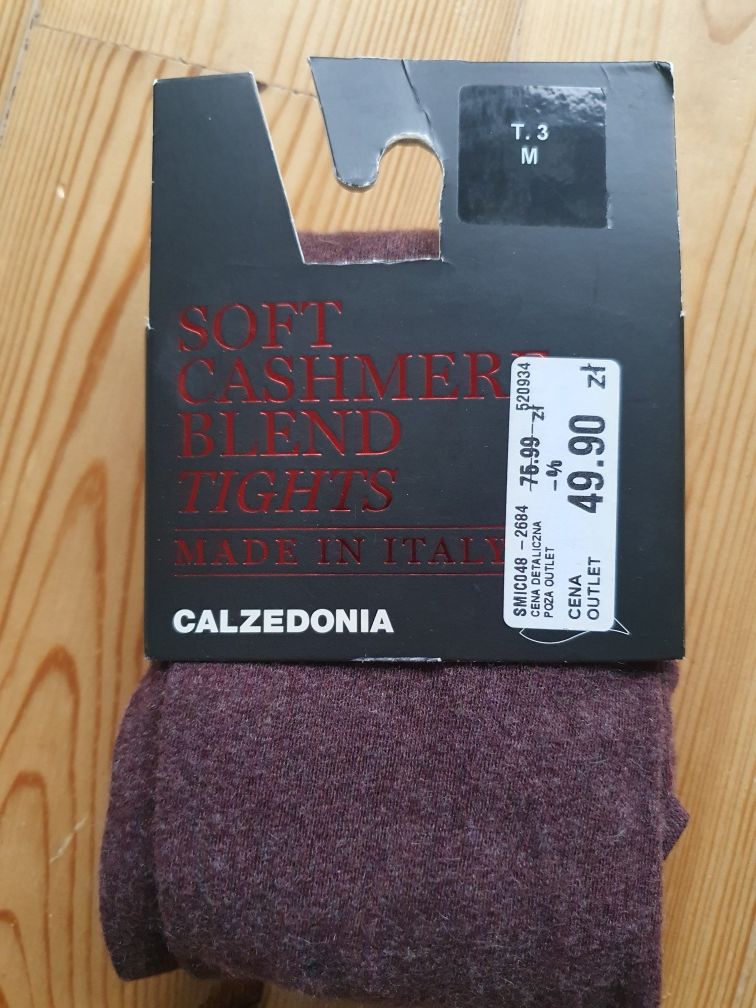 T. 3
M
SOFT
CASHMERE
BLEND
TIGHTS
MADE IN ITALY
CALZEDONIA
SMIC048 - 2684
520934
CENA DETALICZNA
POZA OUTLET
75.99 zł
-%
CENA
OUTLET
49.90 zł